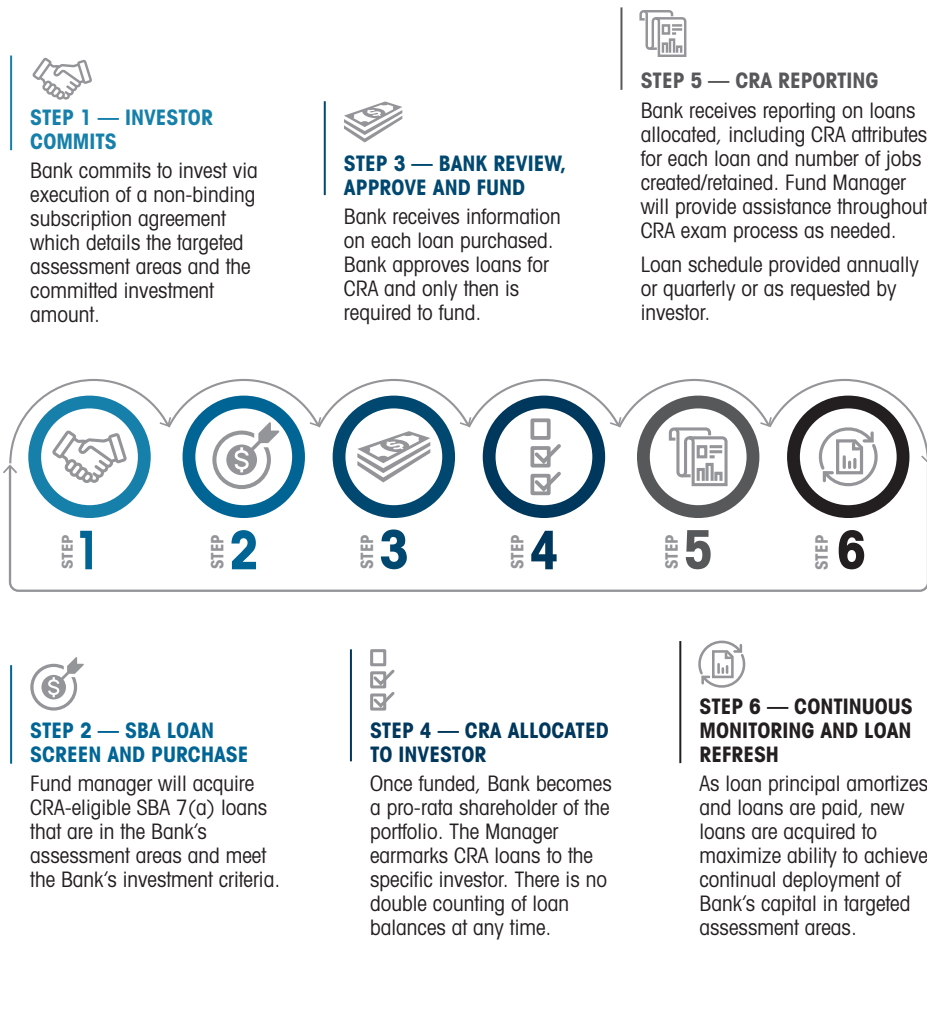 STEP 1 — INVESTOR
COMMITS
Bank commits to invest via
execution of a non-binding
subscription agreement
which details the targeted
assessment areas and the
committed investment
amount.
STEP 3 — BANK REVIEW,
APPROVE AND FUND
Bank receives information
on each loan purchased.
Bank approves loans for
CRA and only then is
required to fund.
STEP 5 — CRA REPORTING
Bank receives reporting on loans
allocated, including CRA attributes
for each loan and number of jobs
created/retained. Fund Manager
will provide assistance throughout
CRA exam process as needed.
Loan schedule provided annually
or quarterly or as requested by
investor.
STEP 1
STEP 2
STEP 3
STEP 4
STEP 5
STEP 6
STEP 2 — SBA LOAN
SCREEN AND PURCHASE
Fund manager will acquire
CRA-eligible SBA 7(a) loans
that are in the Bank’s
assessment areas and meet
the Bank’s investment criteria.
STEP 4 — CRA ALLOCATED
TO INVESTOR
Once funded, Bank becomes
a pro-rata shareholder of the
portfolio. The Manager
earmarks CRA loans to the
specific investor. There is no
double counting of loan
balances at any time.
STEP 6 — CONTINUOUS
MONITORING AND LOAN
REFRESH
As loan principal amortizes
and loans are paid, new
loans are acquired to
maximize ability to achieve
continual deployment of
Bank’s capital in targeted
assessment areas.